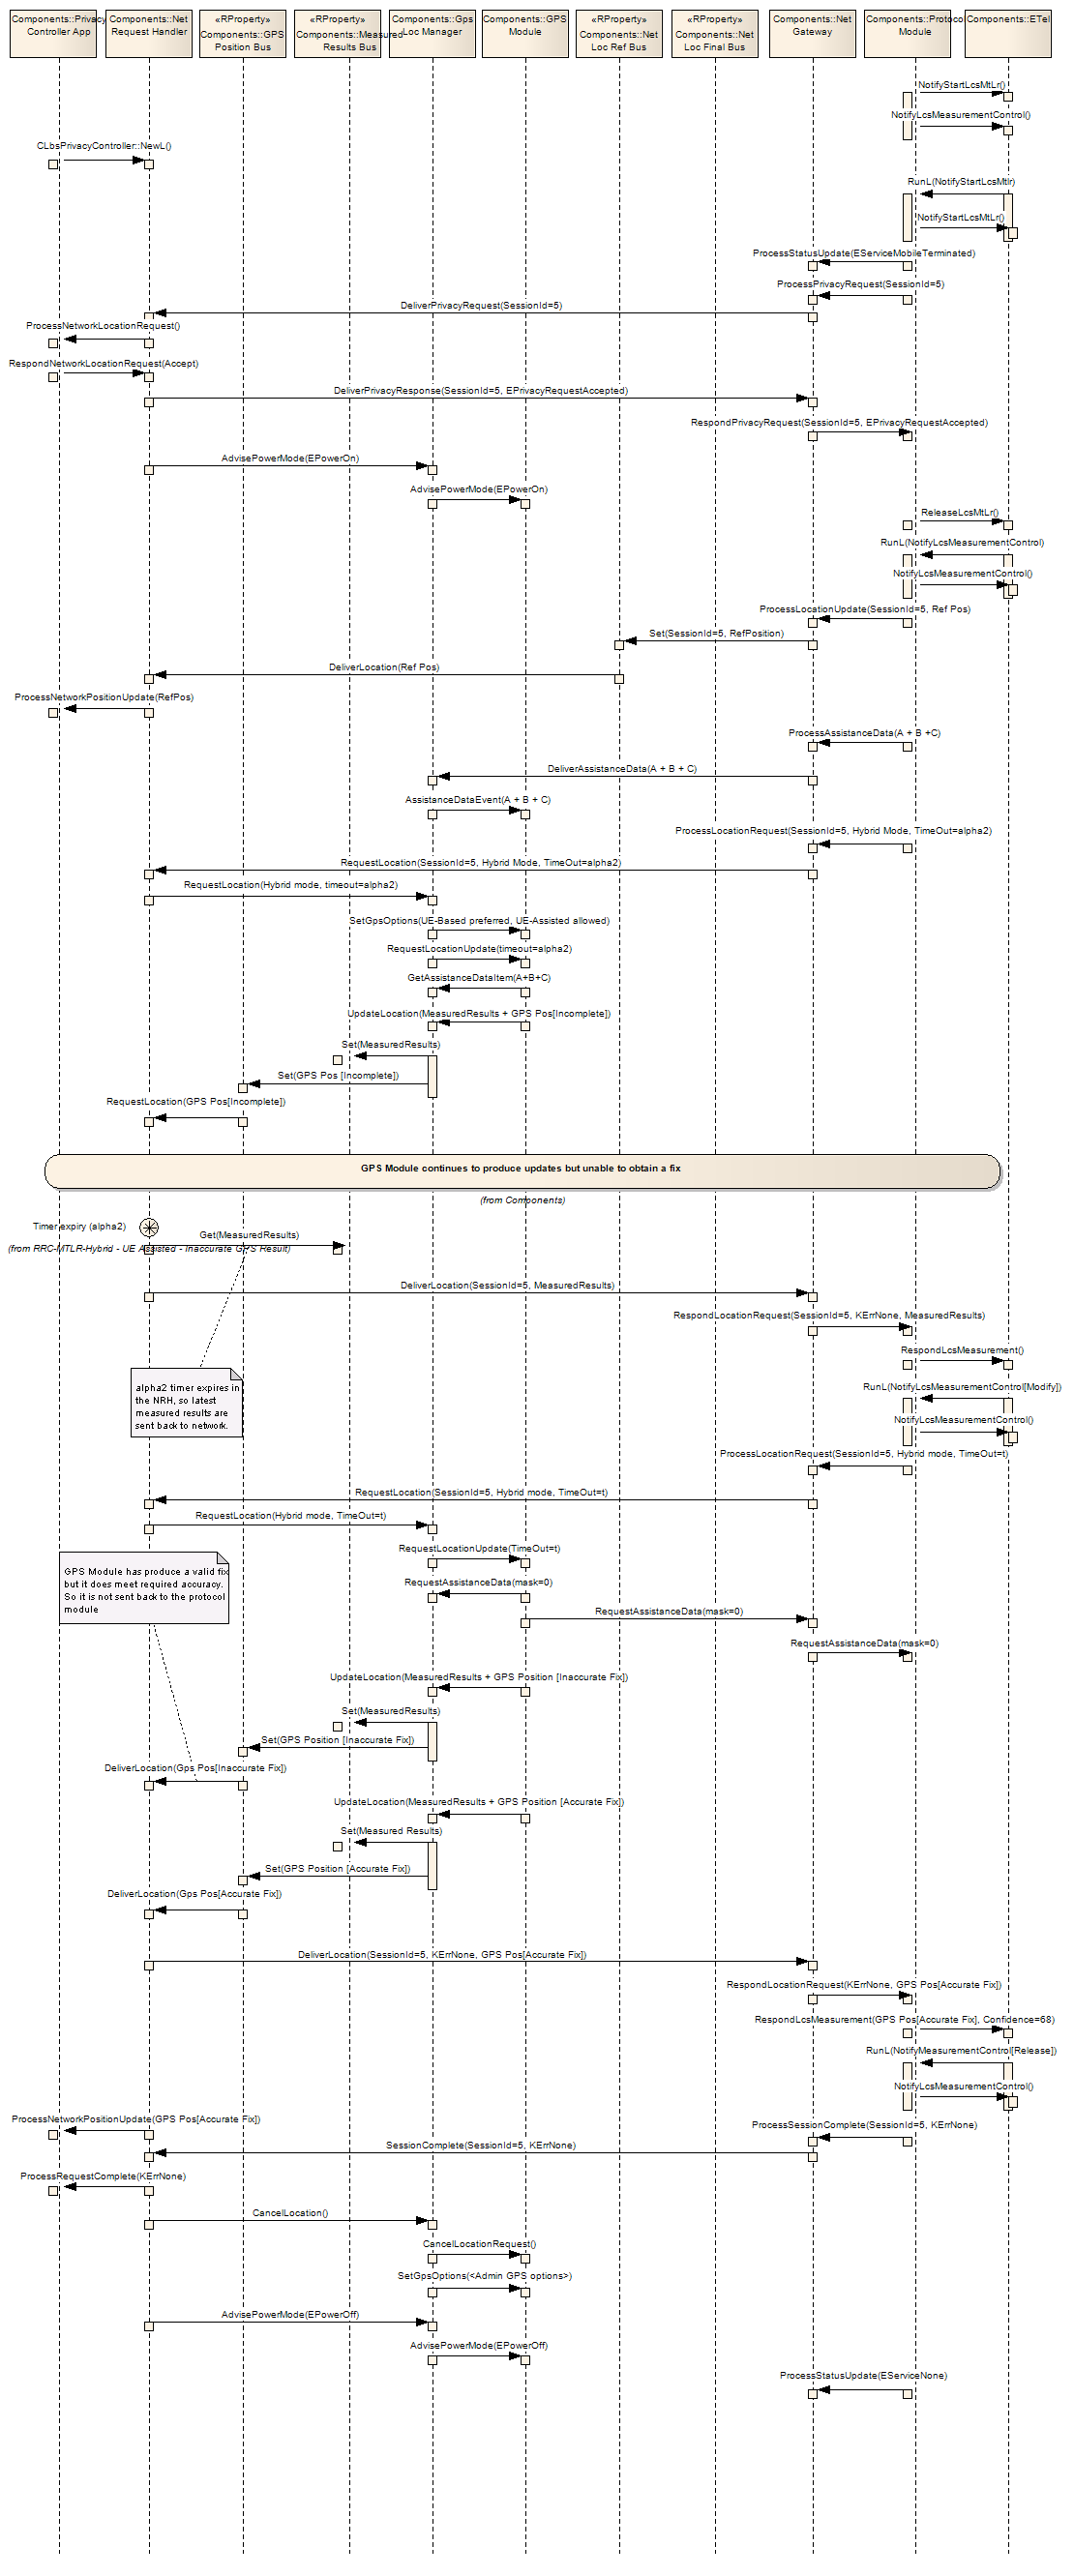 Components::Privacy
Controller App
Components::Net
Request Handler
«RProperty»
Components::GPS
Position Bus
«RProperty»
Components::Measured
Results Bus
Components::Gps
Loc Manager
Components::GPS
Module
«RProperty»
Components::Net
Loc Ref Bus
«RProperty»
Components::Net
Loc Final Bus
Components::Net
Gateway
Components::Protocol
Module
Components::ETel
NotifyStartLcsMtLr()
NotifyLcsMeasurementControl()
CLbsPrivacyController::NewL()
RunL(NotifyStartLcsMtlr)
NotifyStartLcsMtLr()
ProcessStatusUpdate(EServiceMobileTerminated)
ProcessPrivacyRequest(SessionId=5)
DeliverPrivacyRequest(SessionId=5)
ProcessNetworkLocationRequest()
RespondNetworkLocationRequest(Accept)
DeliverPrivacyResponse(SessionId=5, EPrivacyRequestAccepted)
RespondPrivacyRequest(SessionId=5, EPrivacyRequestAccepted)
AdvisePowerMode(EPowerOn)
AdvisePowerMode(EPowerOn)
ReleaseLcsMtLr()
RunL(NotifyLcsMeasurementControl)
NotifyLcsMeasurementControl()
ProcessLocationUpdate(SessionId=5, Ref Pos)
Set(SessionId=5, RefPosition)
DeliverLocation(Ref Pos)
ProcessNetworkPositionUpdate(RefPos)
ProcessAssistanceData(A + B +C)
DeliverAssistanceData(A + B + C)
AssistanceDataEvent(A + B + C)
ProcessLocationRequest(SessionId=5, Hybrid Mode, TimeOut=alpha2)
RequestLocation(SessionId=5, Hybrid Mode, TimeOut=alpha2)
RequestLocation(Hybrid mode, timeout=alpha2)
SetGpsOptions(UE-Based preferred, UE-Assisted allowed)
RequestLocationUpdate(timeout=alpha2)
GetAssistanceDataItem(A+B+C)
UpdateLocation(MeasuredResults + GPS Pos[Incomplete])
Set(MeasuredResults)
Set(GPS Pos [Incomplete])
RequestLocation(GPS Pos[Incomplete])
GPS Module continues to produce updates but unable to obtain a fix
(from Components)
Timer expiry (alpha2)
Get(MeasuredResults)
(from RRC-MTLR-Hybrid - UE Assisted - Inaccurate GPS Result)
DeliverLocation(SessionId=5, MeasuredResults)
RespondLocationRequest(SessionId=5, KErrNone, MeasuredResults)
RespondLcsMeasurement()
alpha2 timer expires in
the NRH, so latest
measured results are
sent back to network.
RunL(NotifyLcsMeasurementControl[Modify])
NotifyLcsMeasurementControl()
ProcessLocationRequest(SessionId=5, Hybrid mode, TimeOut=t)
RequestLocation(SessionId=5, Hybrid mode, TimeOut=t)
RequestLocation(Hybrid mode, TimeOut=t)
RequestLocationUpdate(TimeOut=t)
GPS Module has produce a valid fix
but it does meet required accuracy.
So it is not sent back to the protocol
module
RequestAssistanceData(mask=0)
RequestAssistanceData(mask=0)
RequestAssistanceData(mask=0)
UpdateLocation(MeasuredResults + GPS Position [Inaccurate Fix])
Set(MeasuredResults)
Set(GPS Position [Inaccurate Fix])
DeliverLocation(Gps Pos[Inaccurate Fix])
UpdateLocation(MeasuredResults + GPS Position [Accurate Fix])
Set(Measured Results)
Set(GPS Position [Accurate Fix])
DeliverLocation(Gps Pos[Accurate Fix])
DeliverLocation(SessionId=5, KErrNone, GPS Pos[Accurate Fix])
RespondLocationRequest(KErrNone, GPS Pos[Accurate Fix])
RespondLcsMeasurement(GPS Pos[Accurate Fix], Confidence=68)
RunL(NotifyMeasurementControl[Release])
NotifyLcsMeasurementControl()
ProcessNetworkPositionUpdate(GPS Pos[Accurate Fix])
ProcessSessionComplete(SessionId=5, KErrNone)
SessionComplete(SessionId=5, KErrNone)
ProcessRequestComplete(KErrNone)
CancelLocation()
CancelLocationRequest()
SetGpsOptions(<Admin GPS options>)
AdvisePowerMode(EPowerOff)
AdvisePowerMode(EPowerOff)
ProcessStatusUpdate(EServiceNone)